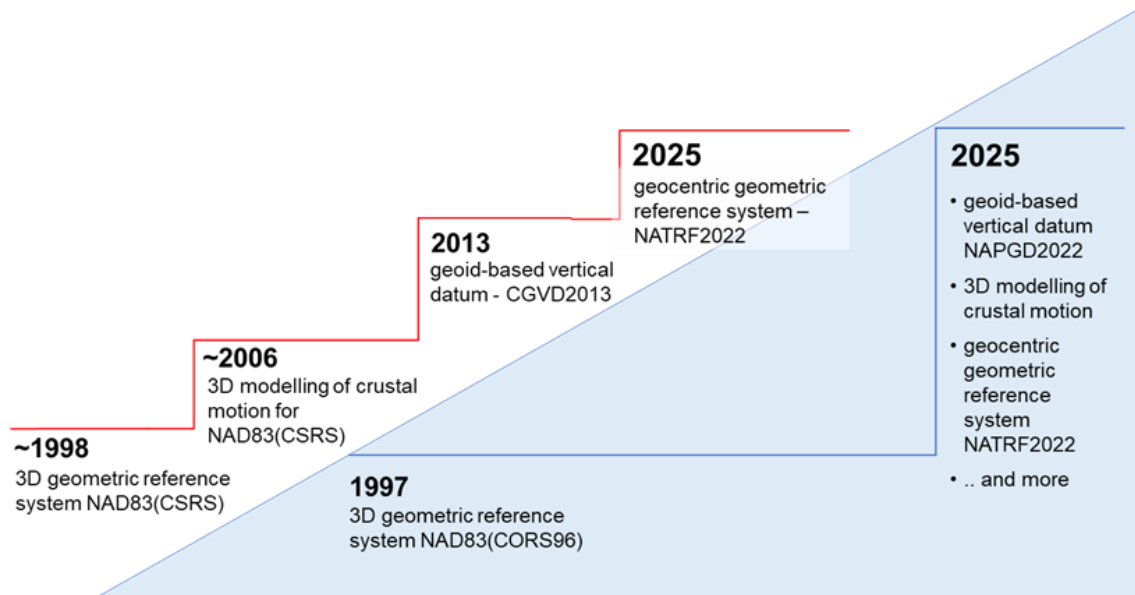 ~1998
3D geometric reference
system NAD83(CSRS)
~2006
3D modelling of crustal
motion for
NAD83(CSRS)
2013
geoid-based vertical
datum - CGVD2013
2025
geocentric geometric
reference system –
NATRF2022
1997
3D geometric reference
system NAD83(CORS96)
2025
• geoid-based
vertical datum
NAPGD2022
• 3D modelling of
crustal motion
• geocentric
geometric
reference
system
NATRF2022
• .. and more